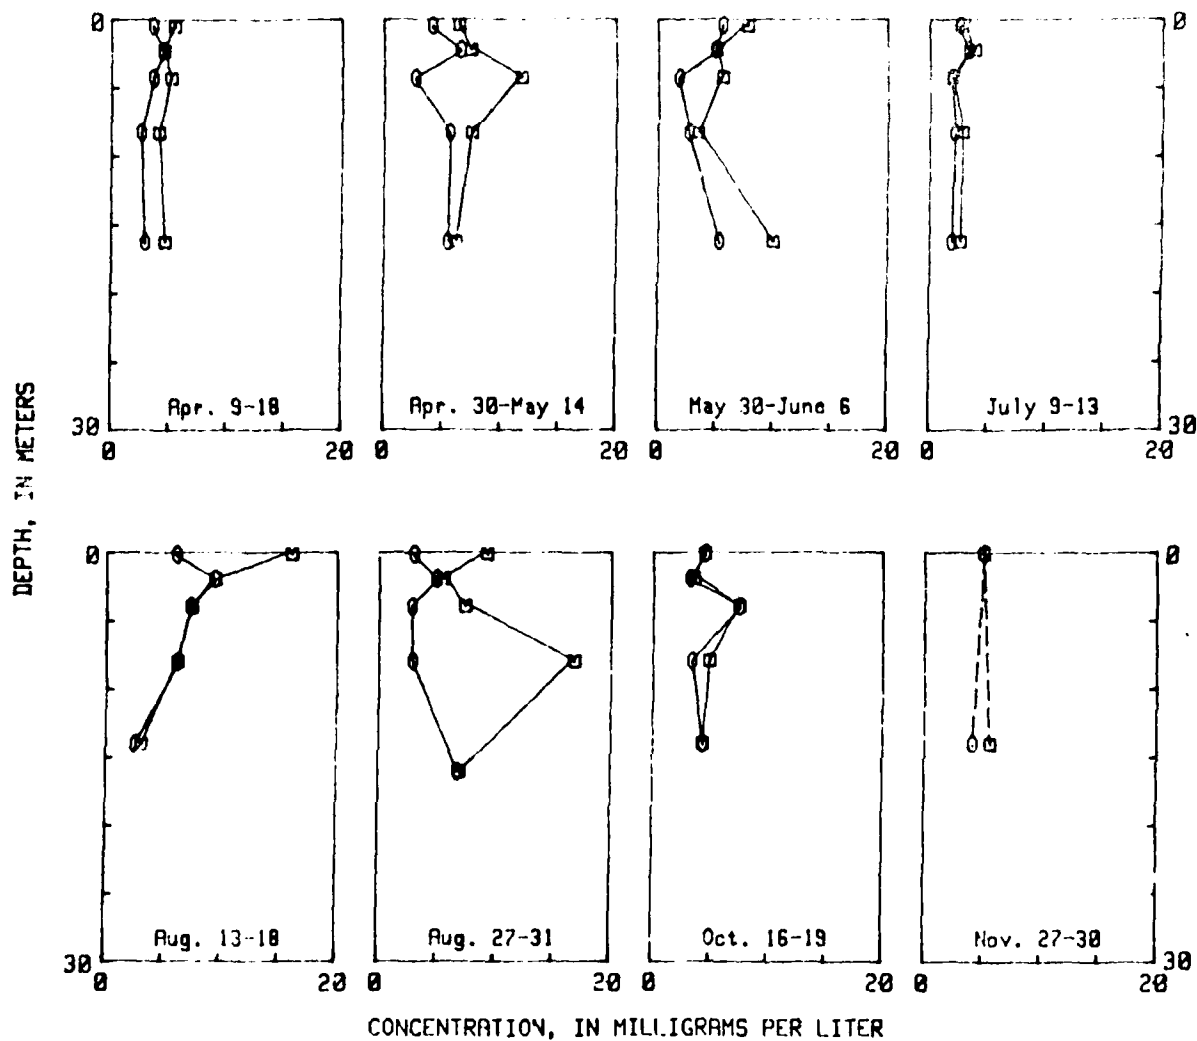 0
0
Apr. 9-18
Apr. 30-May 14
May 30-June 6
July 9-13
30
30
0 20
0 20
0 20
0 20
DEPTH, IN METERS
0
0
Aug. 13-18
Aug. 27-31
Oct. 16-19
Nov. 27-30
30
30
0 20
0 20
0 20
0 20
CONCENTRATION, IN MILLIGRAMS PER LITER